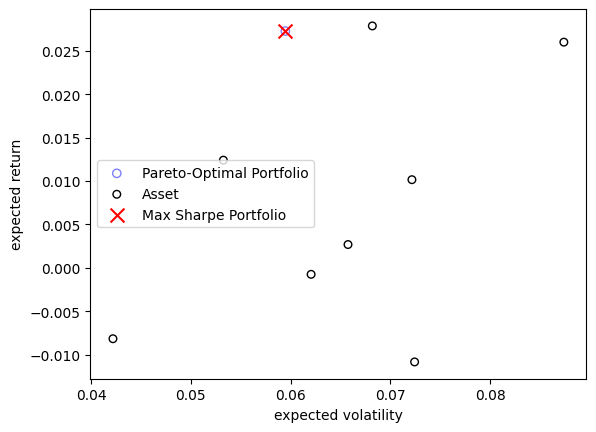 0.025
0.020
0.015
0.010
0.005
0.000
−0.005
−0.010
expected return
Pareto-Optimal Portfolio
Asset
Max Sharpe Portfolio
0.04 0.05 0.06 0.07 0.08
expected volatility